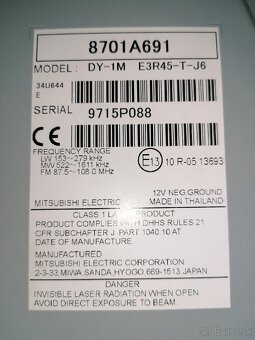 8701A691
MODEL: DY-1M E3R45-T-J6
34U644
E
SERIAL 9715P088
CE
FREQUENCY RANGE
LW 153~279 kHz
MW 522~1611 kHz
FM 87.5~108.0 MHz
E13 10 R-05 13693
12V NEG.GROUND
MITSUBISHI ELECTRIC MADE IN THAILAND
CLASS 1 LASER PRODUCT
PRODUCT COMPLIES WITH DHHS RULES 21
CFR SUBCHAPTER J, PART 1040.10 AT
DATE OF MANUFACTURE
MANUFACTURED
MITSUBISHI ELECTRIC CORPORATION
2-3-33,MIWA,SANDA,HYOGO,669-1513,JAPAN
DANGER
INVISIBLE LASER RADIATION WHEN OPEN
AVOID DIRECT EXPOSURE TO BEAM.